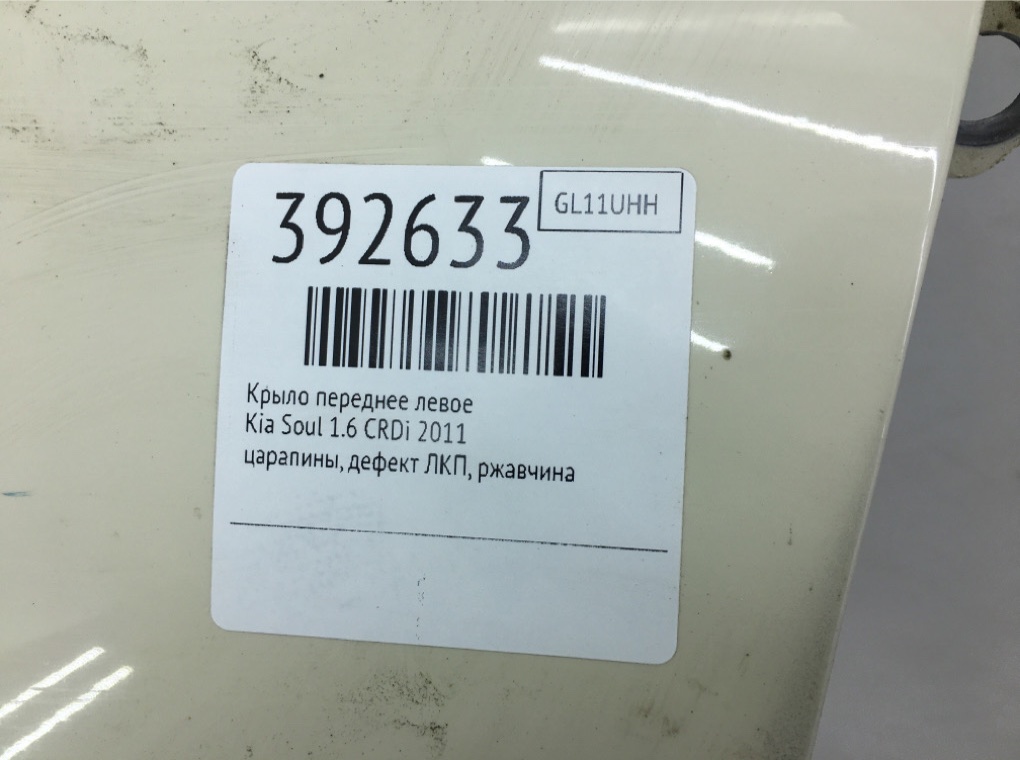 392633
GL11UHH
Крыло переднее левое
Kia Soul 1.6 CRDi 2011
царапины, дефект ЛКП, ржавчина